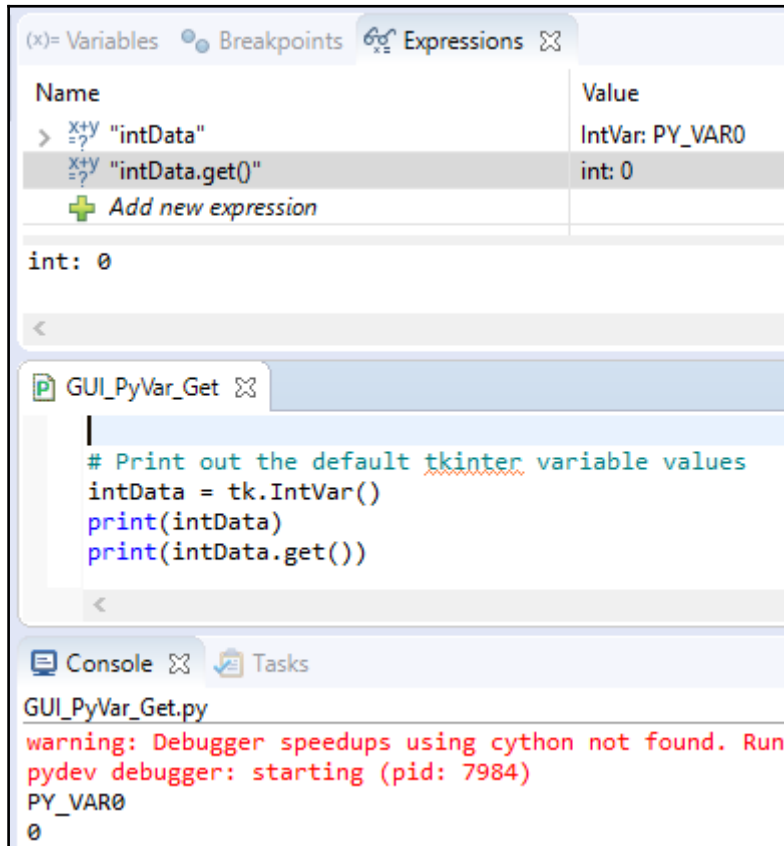 (x)= Variables Breakpoints Expressions
Name Value
"intData" IntVar: PY_VAR0
"intData.get()" int: 0
Add new expression
int: 0
GUI_PyVar_Get
# Print out the default tkinter variable values
intData = tk.IntVar()
print(intData)
print(intData.get())
Console Tasks
GUI_PyVar_Get.py
warning: Debugger speedups using cython not found. Run
pydev debugger: starting (pid: 7984)
PY_VAR0
0